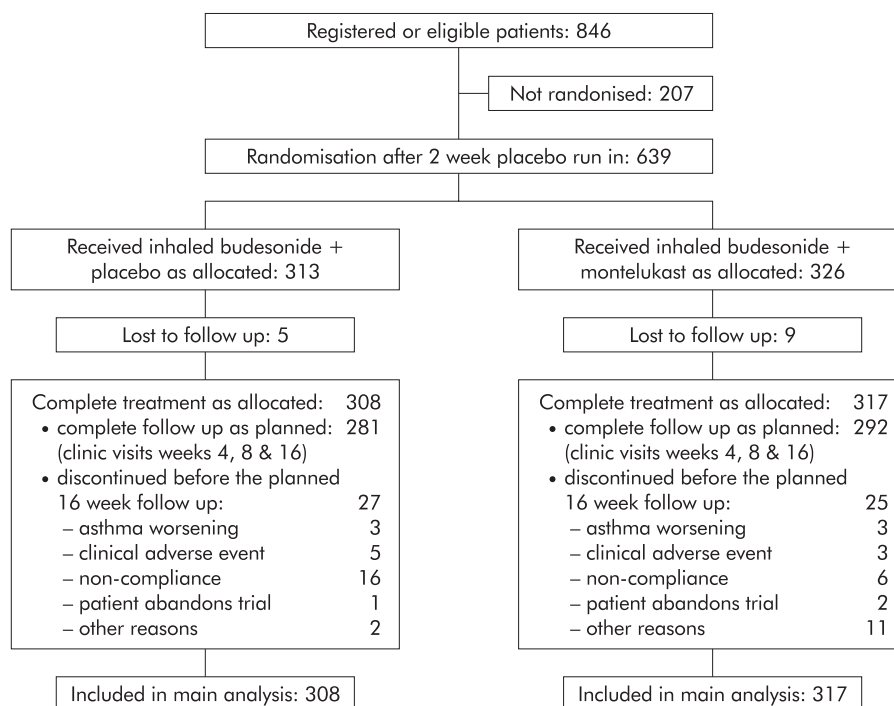 Registered or eligible patients: 846
Not randonised: 207
Randomisation after 2 week placebo run in: 639
Received inhaled budesonide +
placebo as allocated: 313
Lost to follow up: 5
Complete treatment as allocated: 308
• complete follow up as planned: 281
(clinic visits weeks 4, 8 & 16)
• discontinued before the planned
16 week follow up: 27
– asthma worsening 3
– clinical adverse event 5
– non-compliance 16
– patient abandons trial 1
– other reasons 2
Included in main analysis: 308
Received inhaled budesonide +
montelukast as allocated: 326
Lost to follow up: 9
Complete treatment as allocated: 317
• complete follow up as planned: 292
(clinic visits weeks 4, 8 & 16)
• discontinued before the planned
16 week follow up: 25
– asthma worsening 3
– clinical adverse event 3
– non-compliance 6
– patient abandons trial 2
– other reasons 11
Included in main analysis: 317